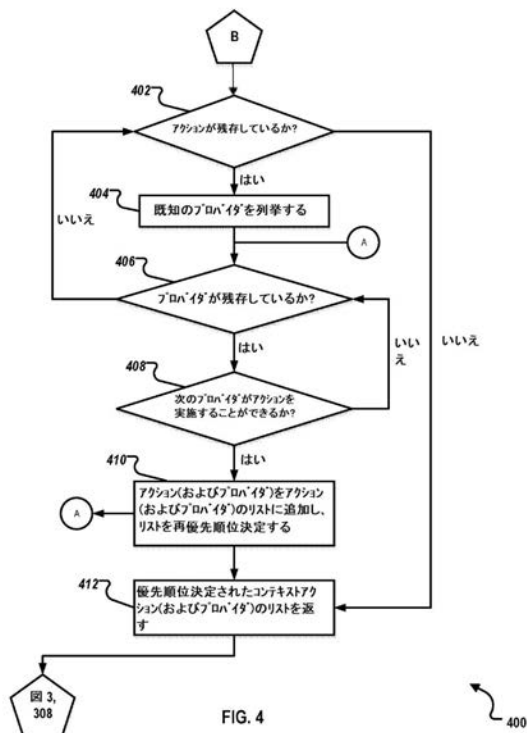 B
402
アクションが残存しているか?
はい
404
既知のプロバイダを列挙する
いいえ
A
406
プロバイダが残存しているか?
はい
いい
え
いいえ
408
次のプロバイダがアクションを
実施することができるか?
はい
410
アクション(およびプロバイダ)をアクション
(およびプロバイダ)のリストに追加し、
リストを再優先順位決定する
A
412
優先順位決定されたコンテキストアク
ション(およびプロバイダ)のリストを返
す
図 3,
308
FIG. 4
400